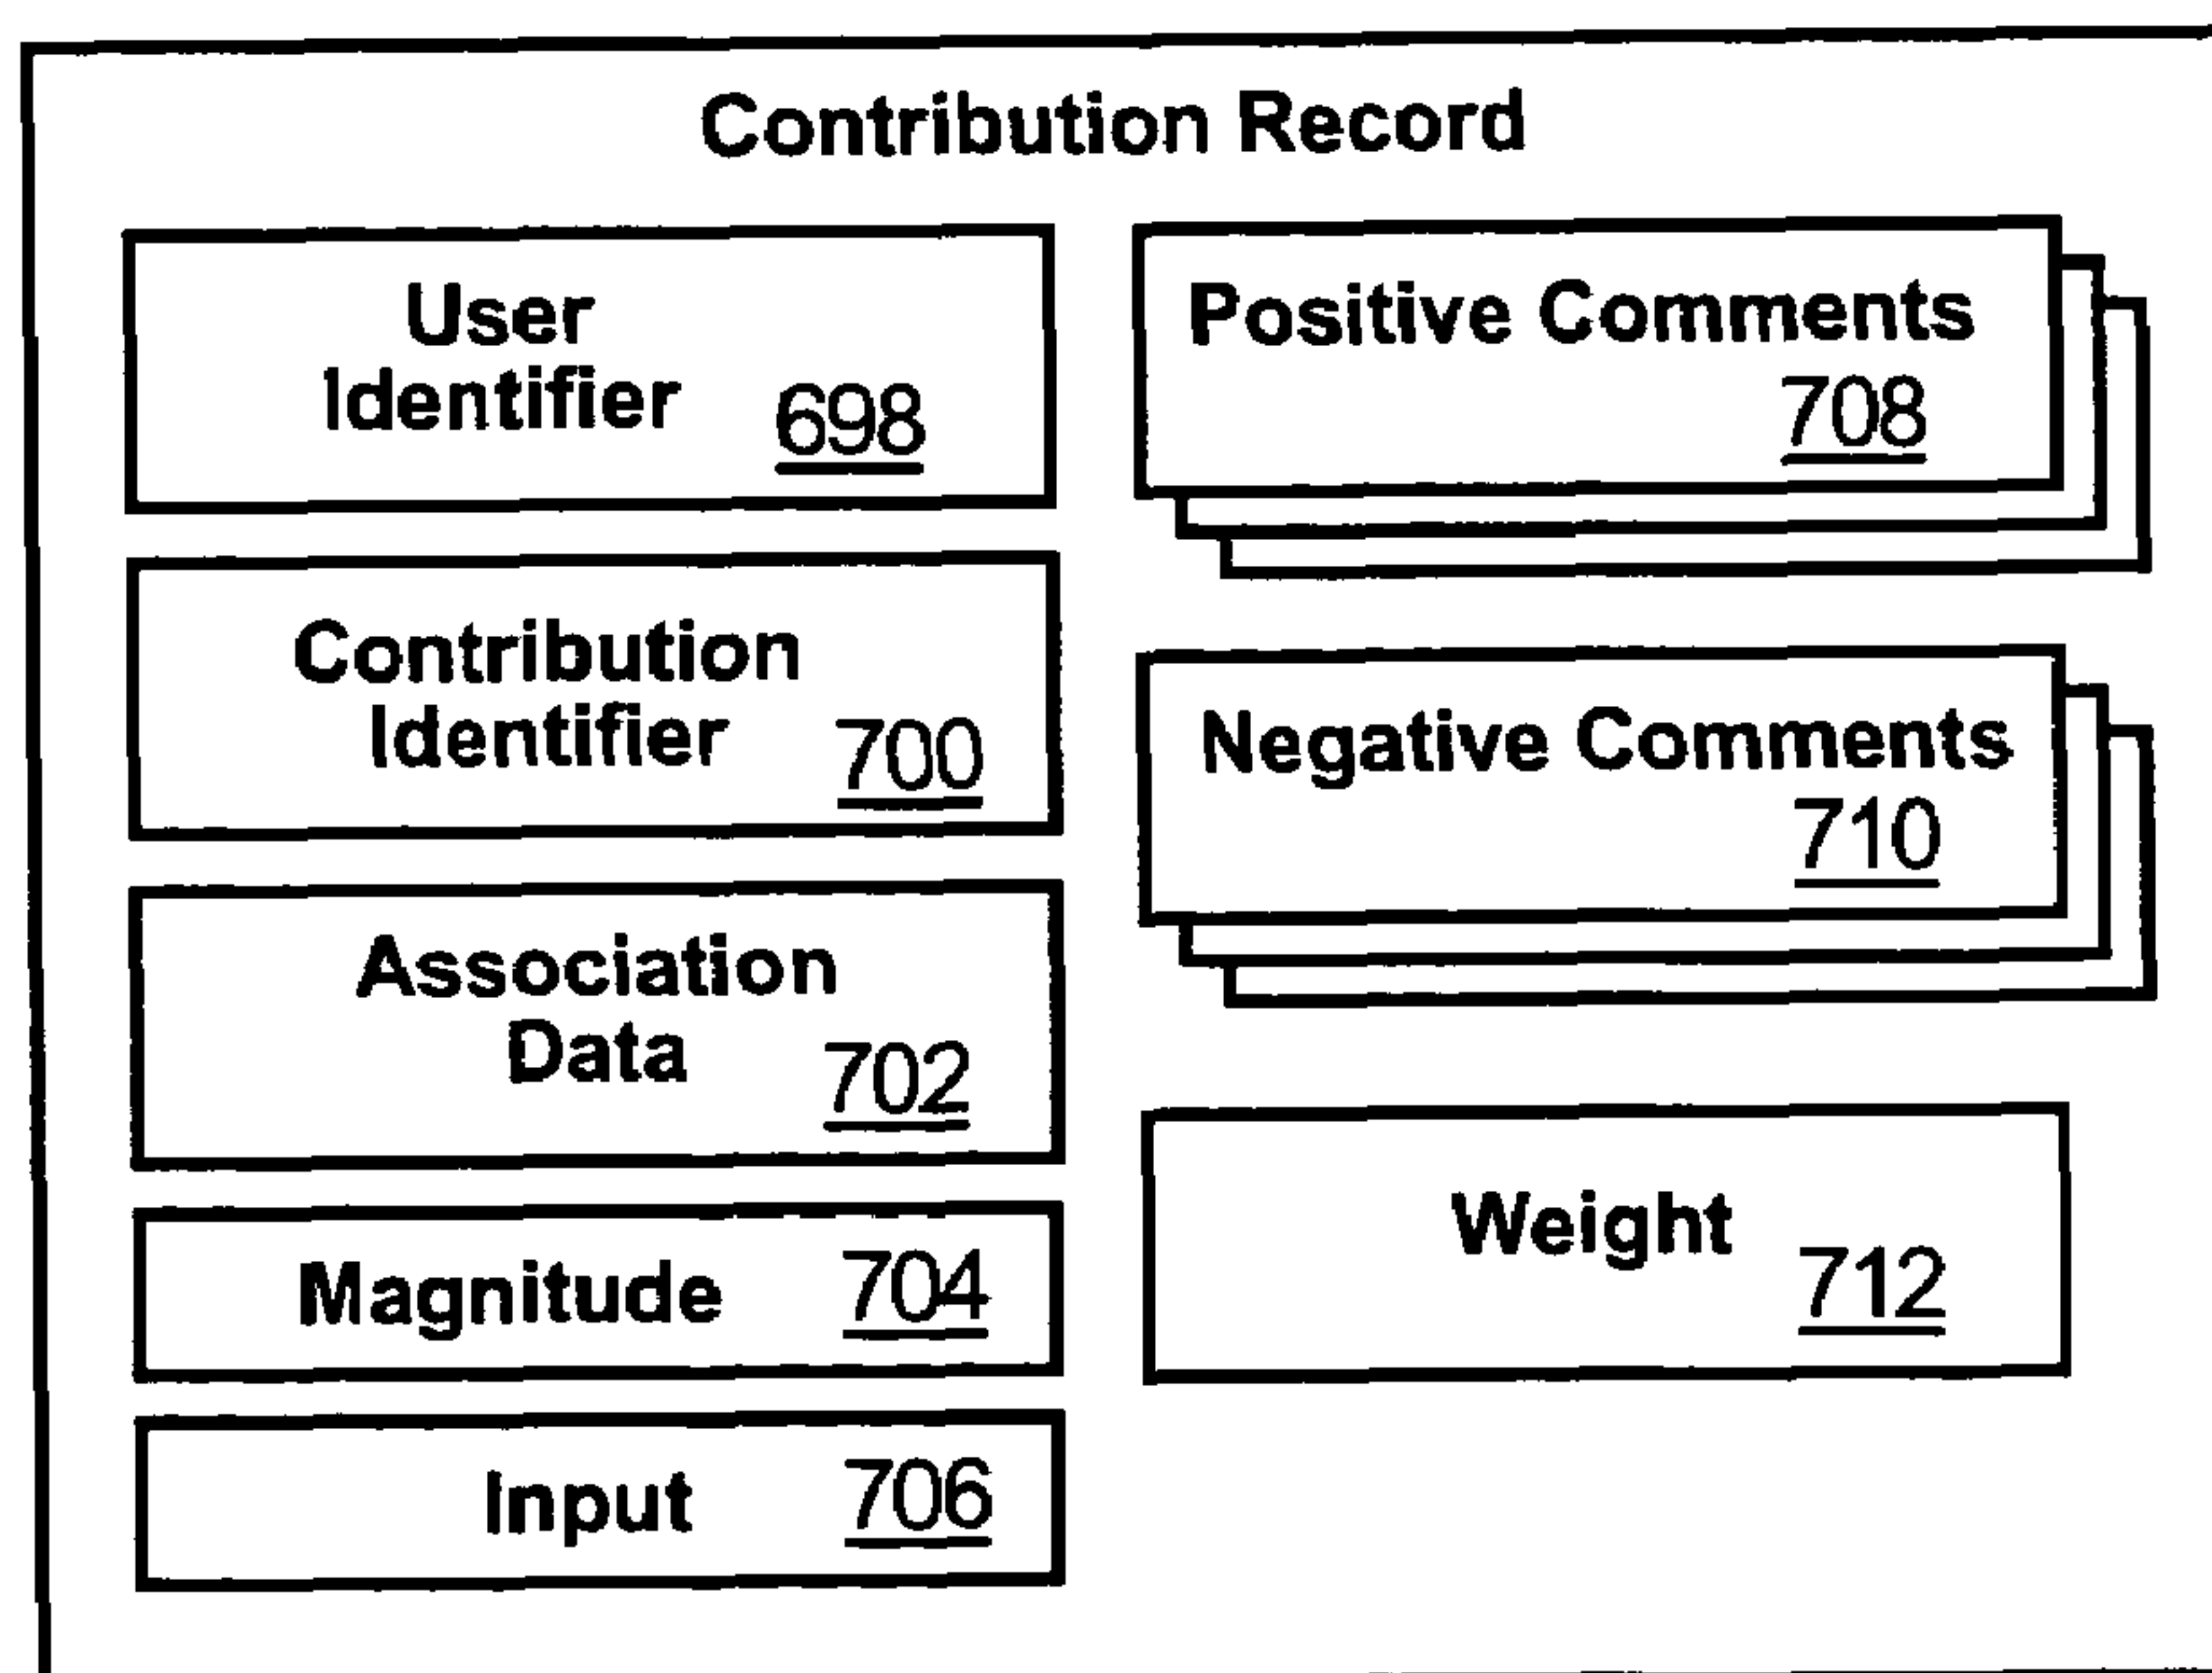 Contribution Record
User
Identifier 698
Contribution
Identifier 700
Association
Data 702
Magnitude 704
Input 706
Positive Comments
708
Negative Comments
710
Weight
712